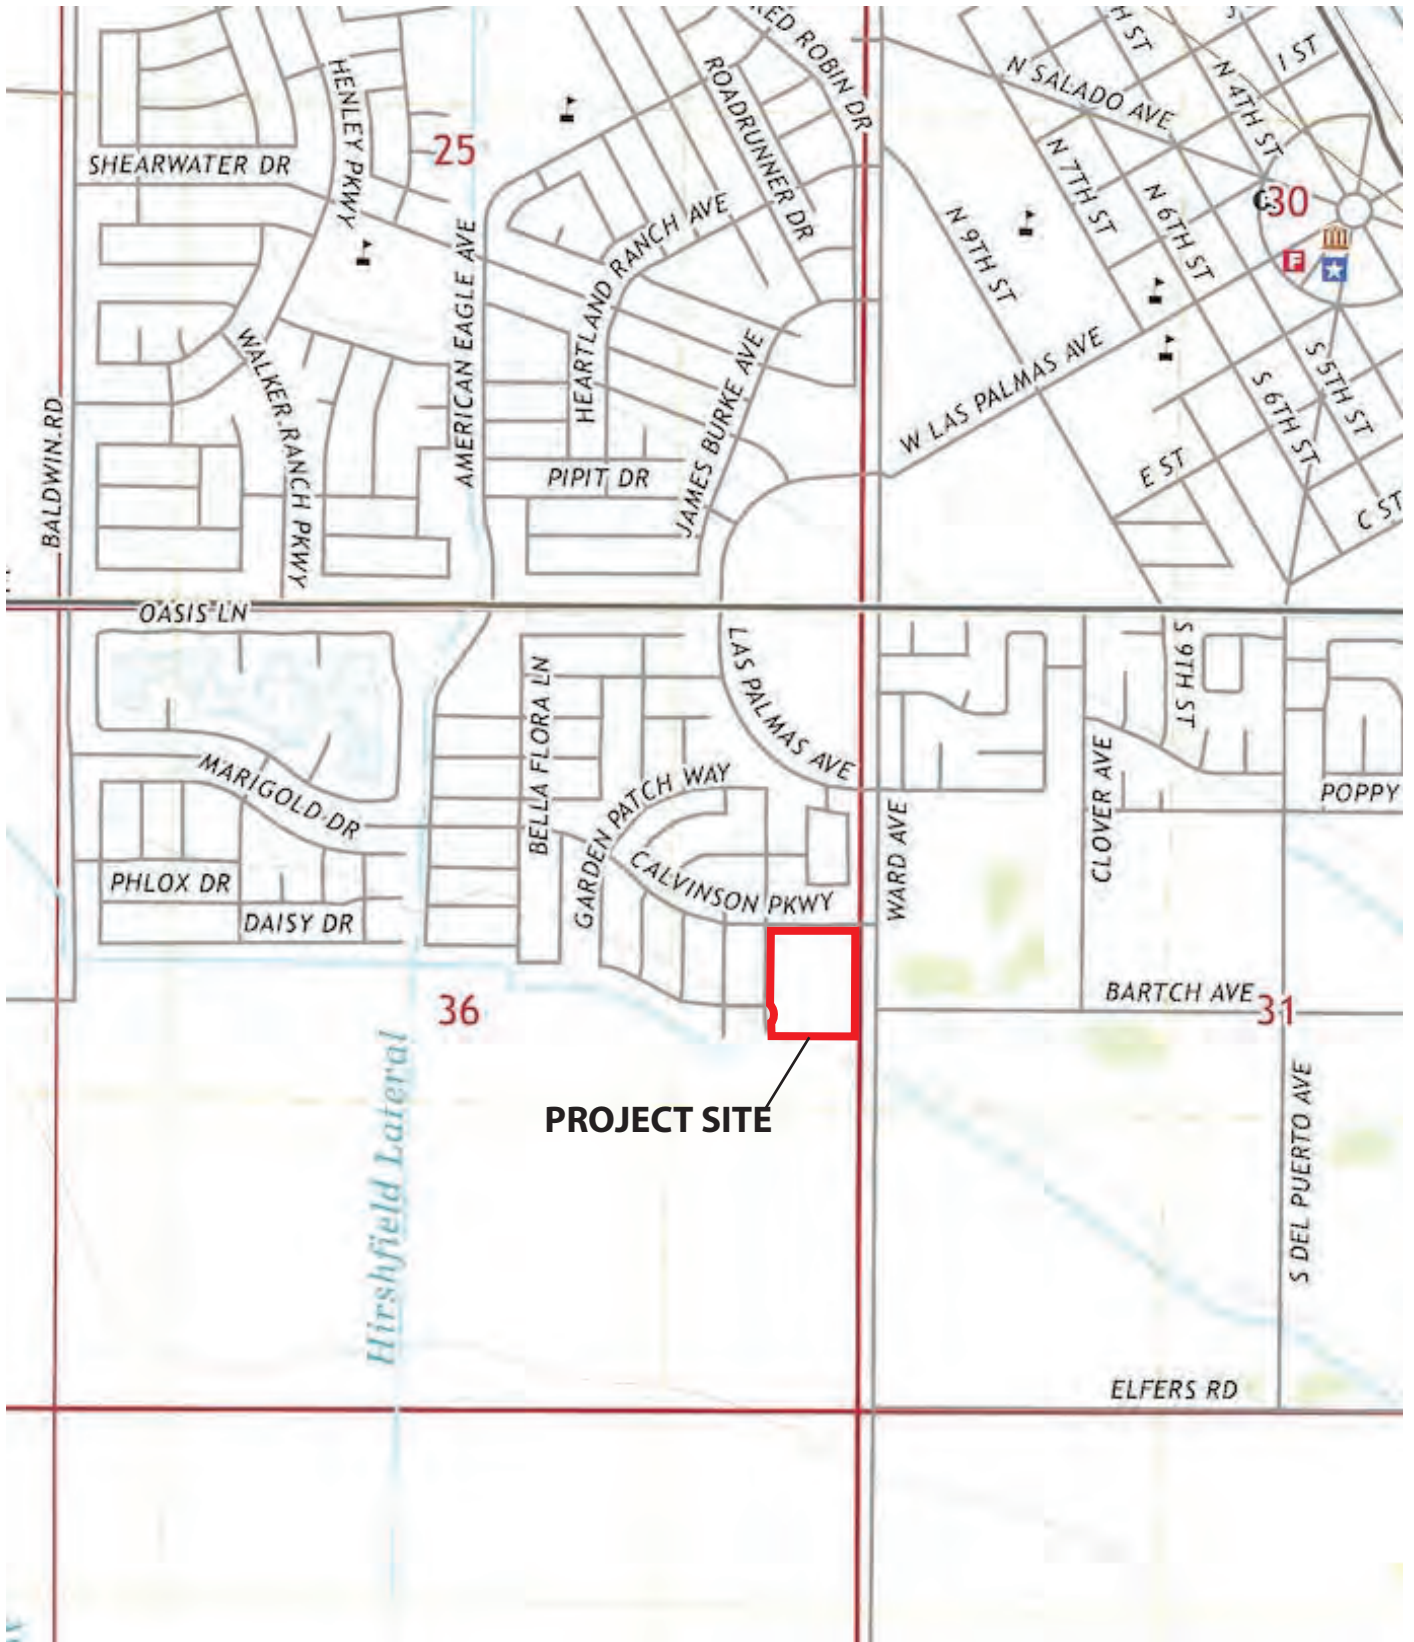 RED ROBIN DR
H ST
I ST
N SALADO AVE
N 4TH ST
HENLEY PKWY
ROADRUNNER DR
25
SHEARWATER DR
N 7TH ST
N 6TH ST
30
HEARTLAND RANCH AVE
N 9TH ST
F
AMERICAN EAGLE AVE
WALKER RANCH PKWY
JAMES BURKE AVE
W LAS PALMAS AVE
S 5TH ST
S 6TH ST
BALDWIN RD
PIPIT DR
E ST
C ST
OASIS LN
LAS PALMAS AVE
S 9TH ST
BELLA FLORA LN
MARIGOLD DR
GARDEN PATCH WAY
CLOVER AVE
POPPY
WARD AVE
PHLOX DR
CALVINSON PKWY
DAISY DR
36
BARTCH AVE
31
Hirshfield Lateral
PROJECT SITE
S DEL PUERTO AVE
ELFERS RD